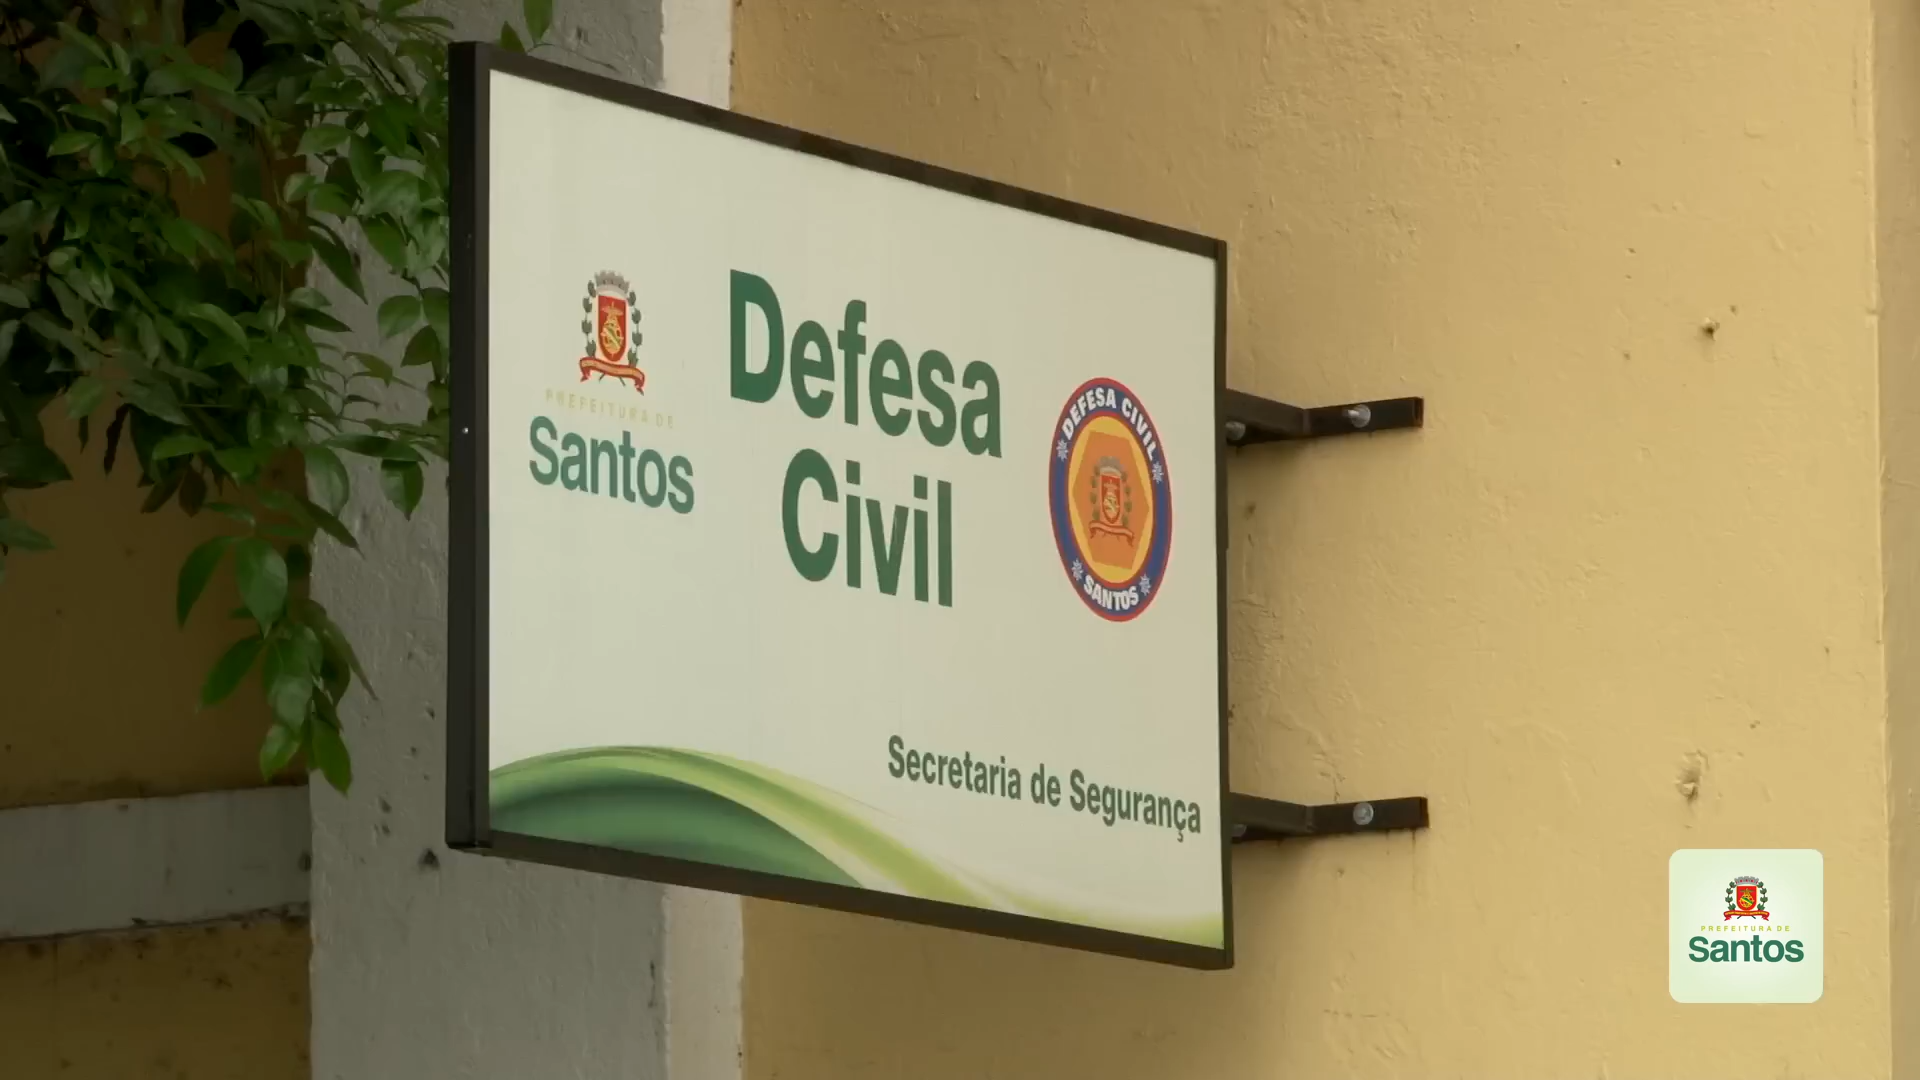 PREFEITURA DE
Santos
Defesa
Civil
DEFESA CIVIL
SANTOS
Secretaria de Segurança
PREFEITURA DE
Santos